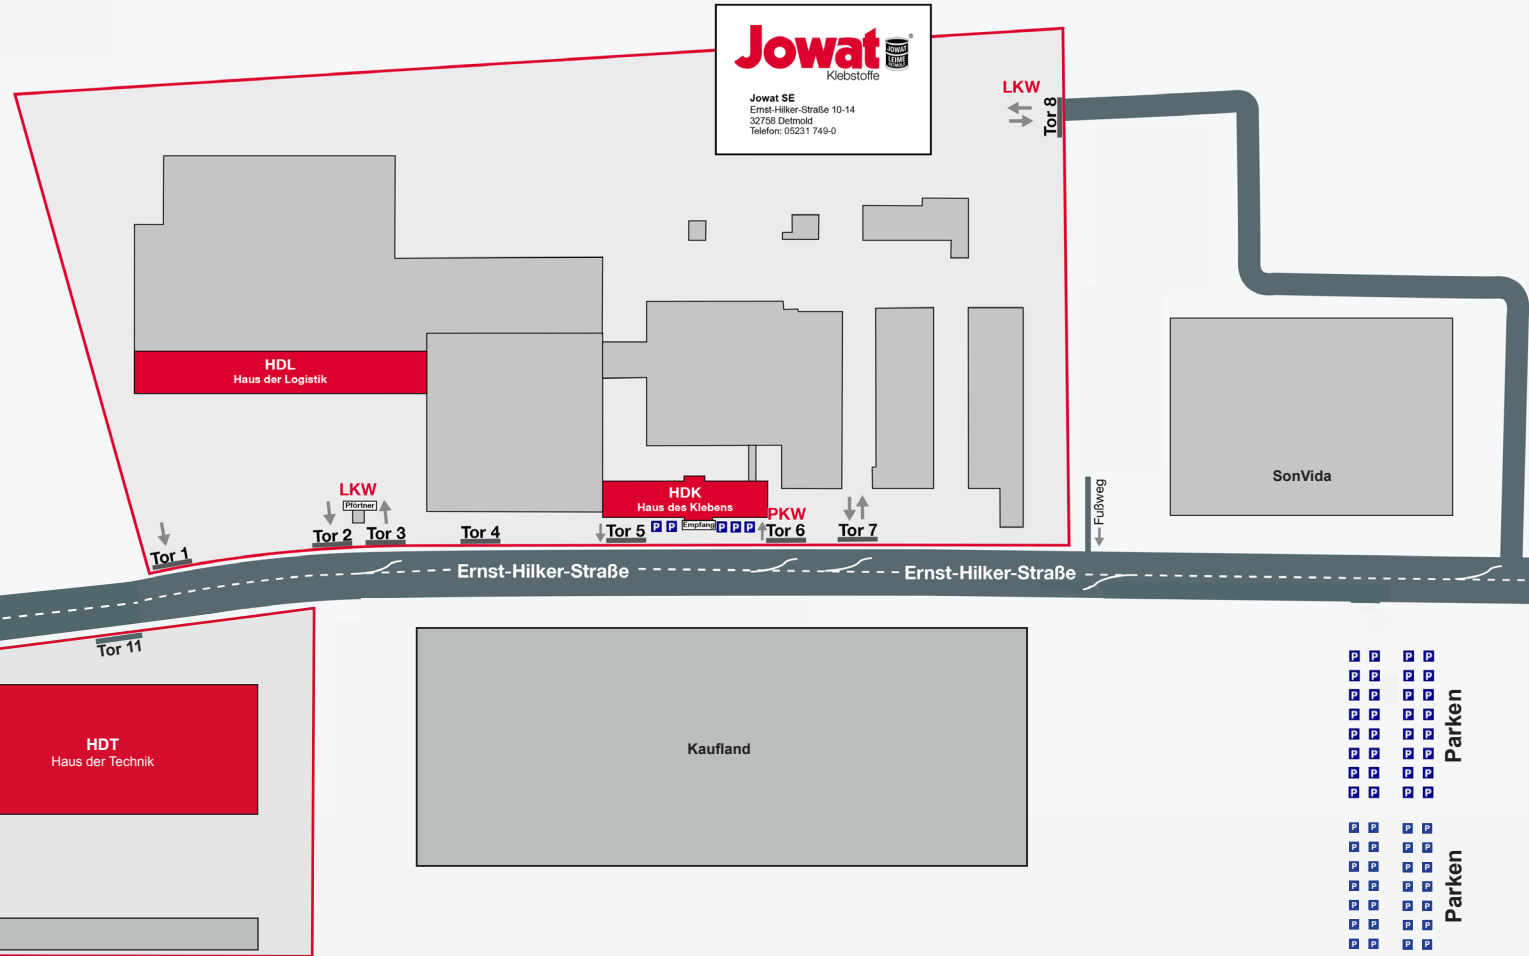 Jowat
JOWAT
LEIME
DETMOLD
®
Klebstoffe
Jowat SE
Ernst-Hilker-Straße 10-14
32758 Detmold
Telefon: 05231 749-0
LKW
Tor 8
HDL
Haus der Logistik
LKW
Pförtner
Tor 1
Tor 2
Tor 3
Tor 4
HDK
Haus des Klebens
P P
Empfang
P P P
PKW
Tor 5
Tor 6
Tor 7
Fußweg
SonVida
Ernst-Hilker-Straße
Ernst-Hilker-Straße
Tor 11
HDT
Haus der Technik
Kaufland
P P P P
P P P P
P P P P
P P P P
P P P P
P P P P
P P P P
P P P P
Parken
P P P P
P P P P
P P P P
P P P P
P P P P
P P P P
P P P P
Parken